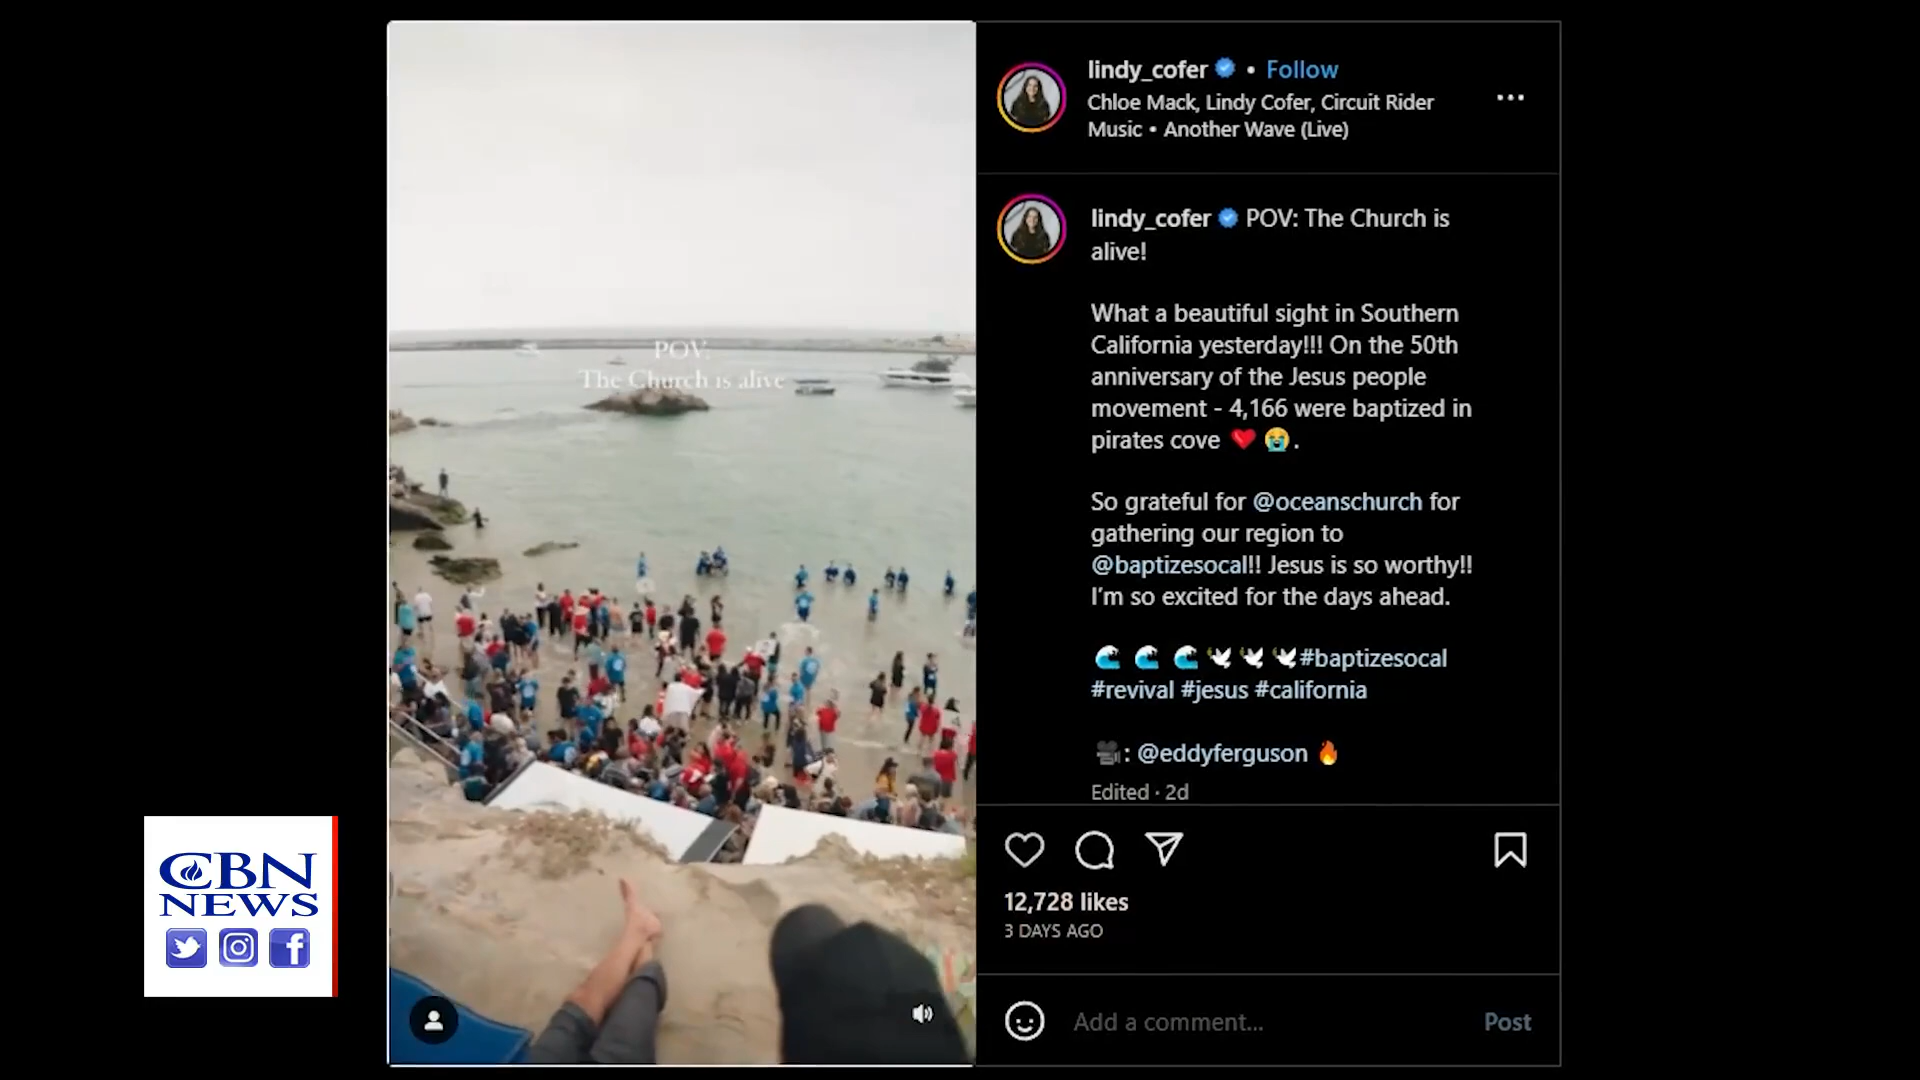 POV:
The Church is alive
lindy_cofer • Follow
Chloe Mack, Lindy Cofer, Circuit Rider
Music • Another Wave (Live)
lindy_cofer POV: The Church is
alive!
What a beautiful sight in Southern
California yesterday!!! On the 50th
anniversary of the Jesus people
movement - 4,166 were baptized in
pirates cove ❤️ 😭.
So grateful for @oceanschurch for
gathering our region to
@baptizesocal!! Jesus is so worthy!!
I'm so excited for the days ahead.
🌊 🌊 🌊 🕊 🕊 🕊#baptizesocal
#revival #jesus #california
🎥: @eddyferguson 🔥
Edited · 2d
12,728 likes
3 DAYS AGO
Add a comment... Post
CBN
NEWS